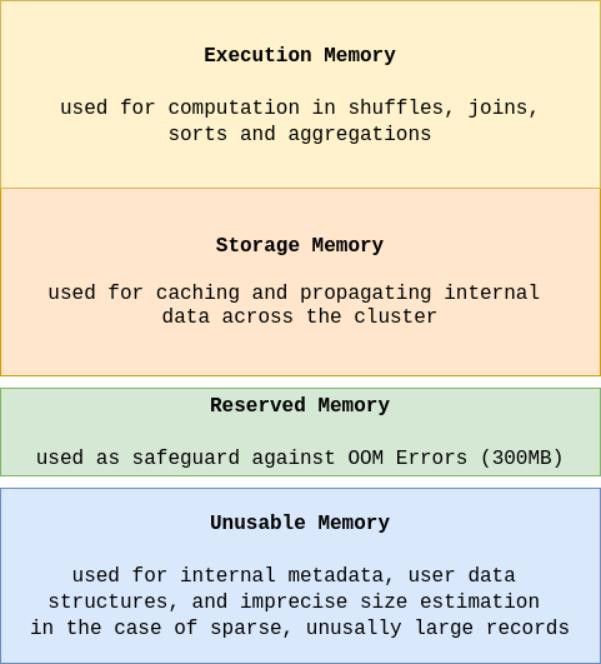 Execution Memory
used for computation in shuffles, joins,
sorts and aggregations
Storage Memory
used for caching and propagating internal
data across the cluster
Reserved Memory
used as safeguard against OOM Errors (300MB)
Unusable Memory
used for internal metadata, user data
structures, and imprecise size estimation
in the case of sparse, unusally large records